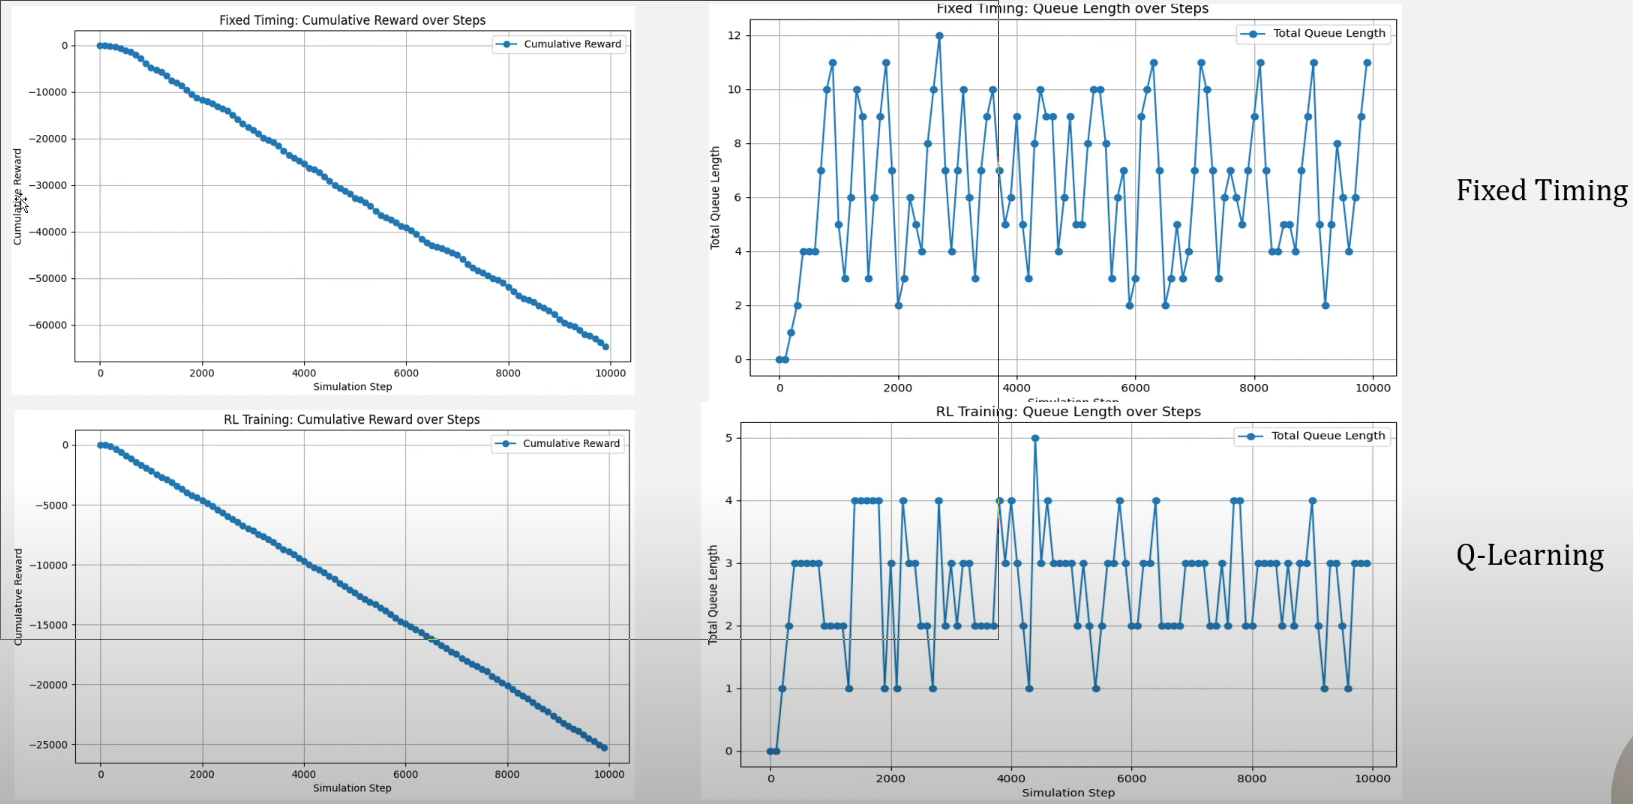 Fixed Timing: Cumulative Reward over Steps
Cumulative Reward
Cumulative Reward
0
−10000
−20000
−30000
−40000
−50000
−60000
0 2000 4000 6000 8000 10000
Simulation Step
Fixed Timing: Queue Length over Steps
Total Queue Length
Total Queue Length
12
10
8
6
4
2
0
0 2000 4000 6000 8000 10000
Simulation Step
Fixed Timing
RL Training: Cumulative Reward over Steps
Cumulative Reward
Cumulative Reward
0
−5000
−10000
−15000
−20000
−25000
0 2000 4000 6000 8000 10000
Simulation Step
RL Training: Queue Length over Steps
Total Queue Length
Total Queue Length
5
4
3
2
1
0
0 2000 4000 6000 8000 10000
Simulation Step
Q-Learning